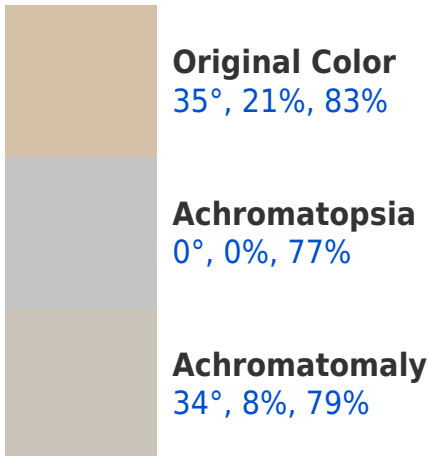 Original Color
35°, 21%, 83%
Achromatopsia
0°, 0%, 77%
Achromatomaly
34°, 8%, 79%